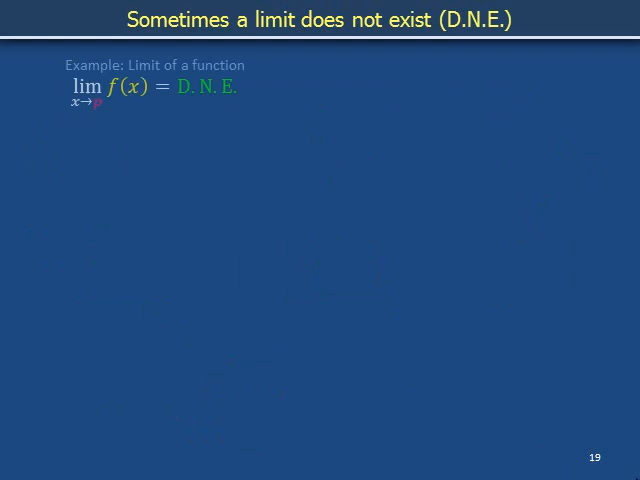 Sometimes a limit does not exist (D.N.E.)
Example: Limit of a function
lim f(x) = D. N. E.
x→p
19